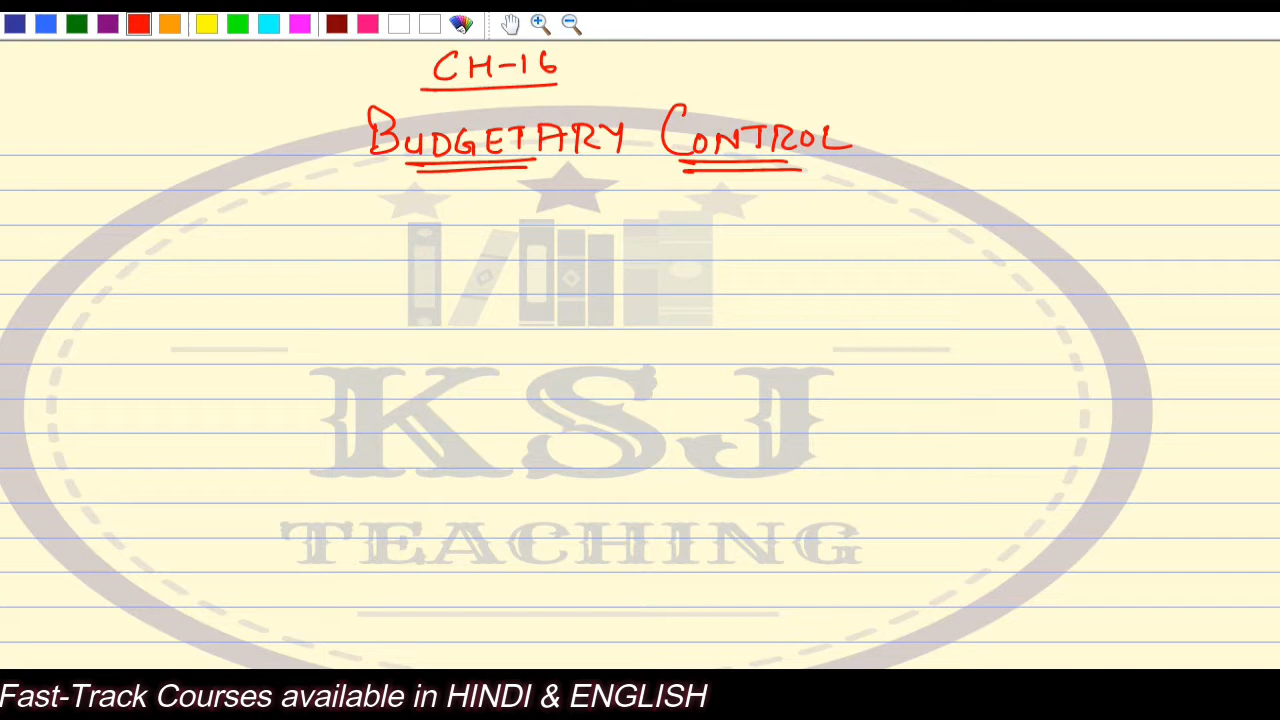 CH-16
BUDGETARY CONTROL
KSJ
TEACHING
Fast-Track Courses available in HINDI & ENGLISH